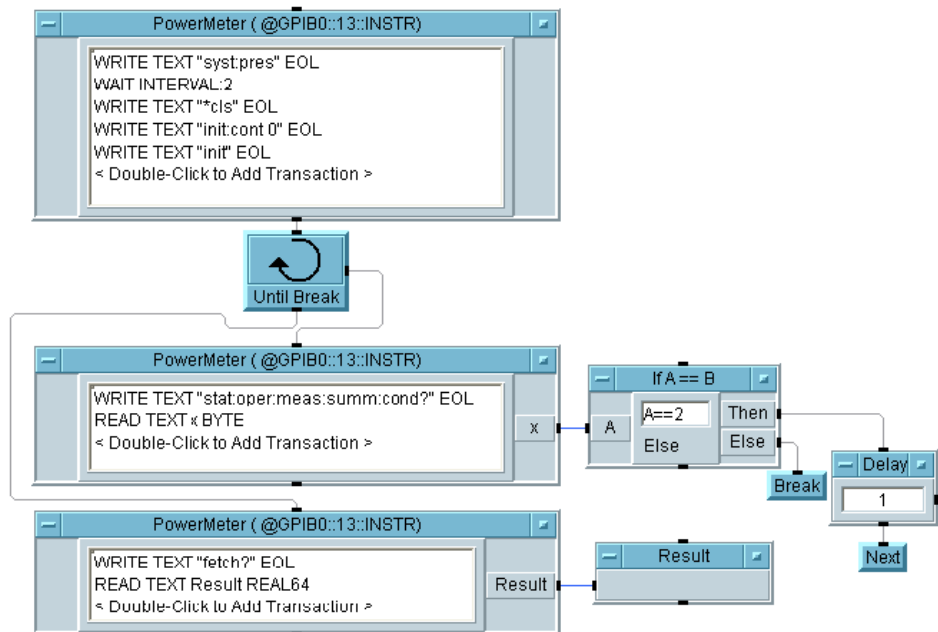 PowerMeter ( @GPIB0::13::INSTR)
WRITE TEXT "syst:pres" EOL
WAIT INTERVAL:2
WRITE TEXT "*cls" EOL
WRITE TEXT "init:cont 0" EOL
WRITE TEXT "init" EOL
< Double-Click to Add Transaction >
Until Break
PowerMeter ( @GPIB0::13::INSTR)
WRITE TEXT "stat:oper:meas:summ:cond?" EOL
READ TEXT x BYTE
< Double-Click to Add Transaction >
x
If A == B
A
A==2
Then
Else
Else
Break
Delay
1
Next
PowerMeter ( @GPIB0::13::INSTR)
WRITE TEXT "fetch?" EOL
READ TEXT Result REAL64
< Double-Click to Add Transaction >
Result
Result